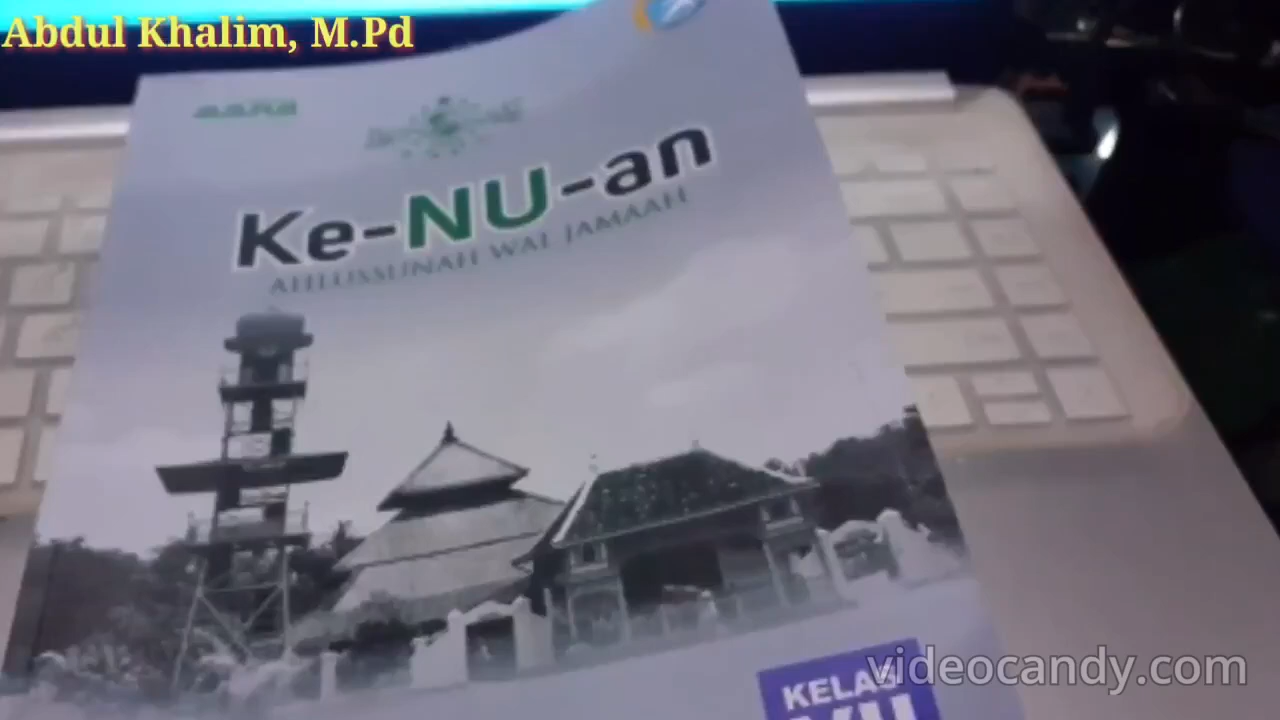 Abdul Khalim, M.Pd
Ke-NU-an
AHLUSSUNAH WAL JAMAAH
KELAS
videocandy.com